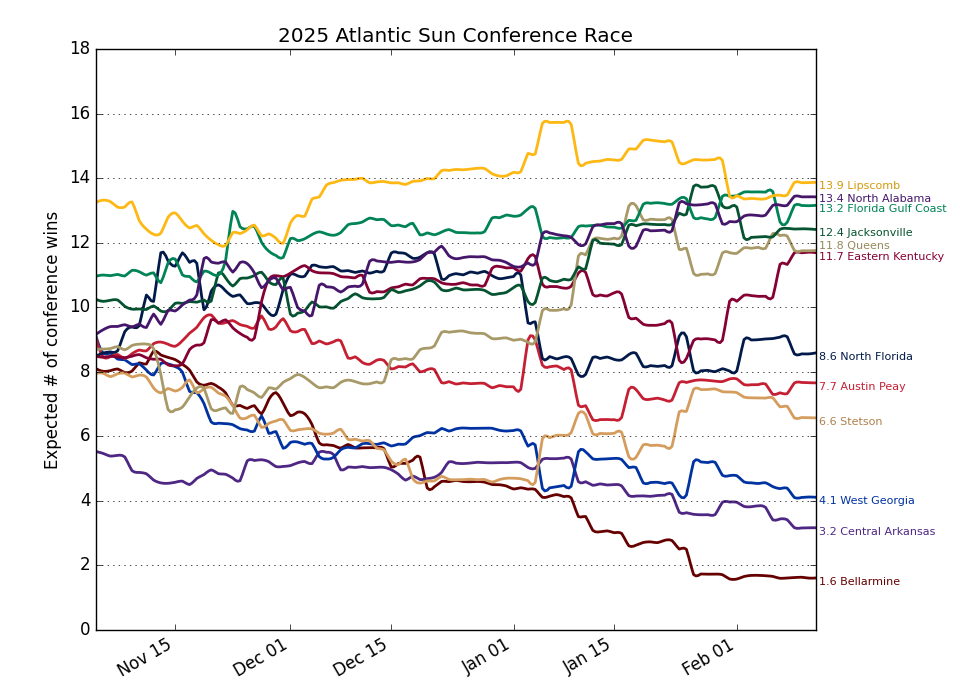 2025 Atlantic Sun Conference Race
Expected # of conference wins
18
16
14
12
10
8
6
4
2
0
Nov 15
Dec 01
Dec 15
Jan 01
Jan 15
Feb 01
13.9 Lipscomb
13.4 North Alabama
13.2 Florida Gulf Coast
12.4 Jacksonville
11.8 Queens
11.7 Eastern Kentucky
8.6 North Florida
7.7 Austin Peay
6.6 Stetson
4.1 West Georgia
3.2 Central Arkansas
1.6 Bellarmine